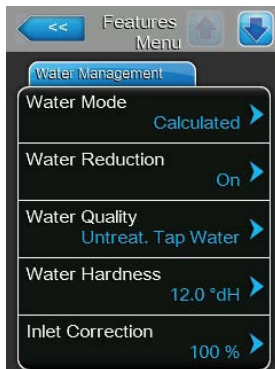 << Features
Menu
Water Management
Water Mode
Calculated
Water Reduction
On
Water Quality
Untreat. Tap Water
Water Hardness
12.0 °dH
Inlet Correction
100 %